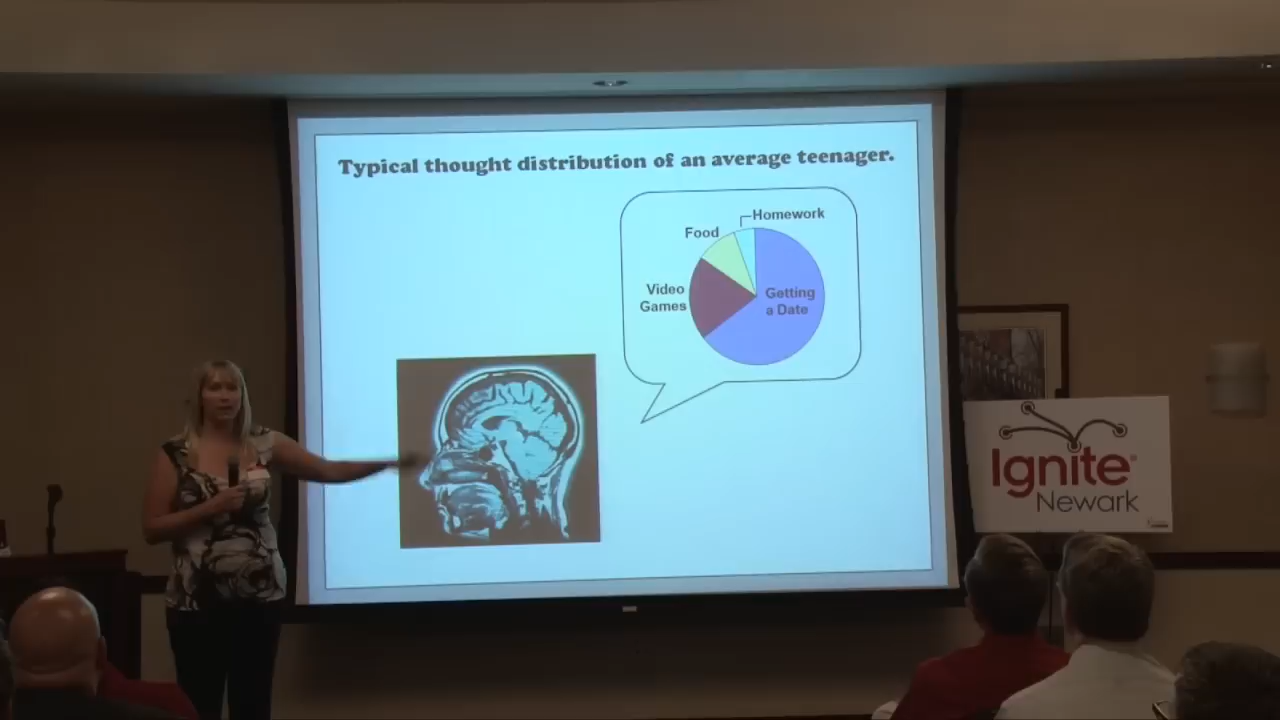 Typical thought distribution of an average teenager.
Homework
Food
Video
Games
Getting
a Date
Ignite®
Newark